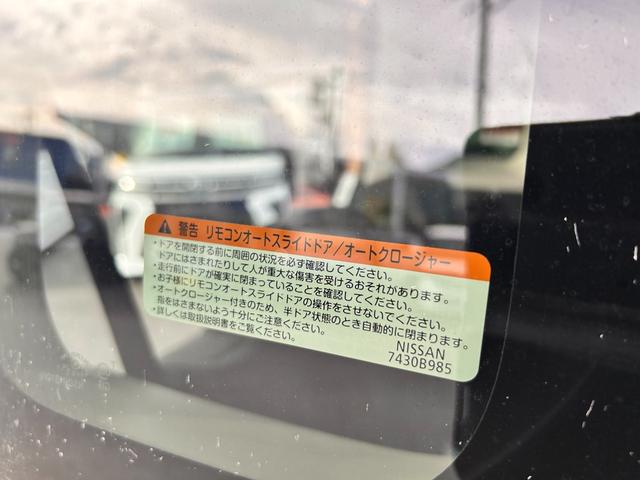 警告 リモコンオートスライドドア/オートクロージャー
・ドアを開閉する前に周囲の状況を必ず確認してください。
ドアにはさまれたりして人が重大な傷害を受けるおそれがあります。
・走行前にドアが確実に閉まっていることを確認してください。
・お子様にリモコンオートスライドドアの操作をさせないでください。
・オートクロージャー付きのため、半ドア状態のとき自動的に閉まります。
指をはさまないよう十分にご注意ください。
・詳しくは取扱説明書をご覧ください。
NISSAN
7430B985